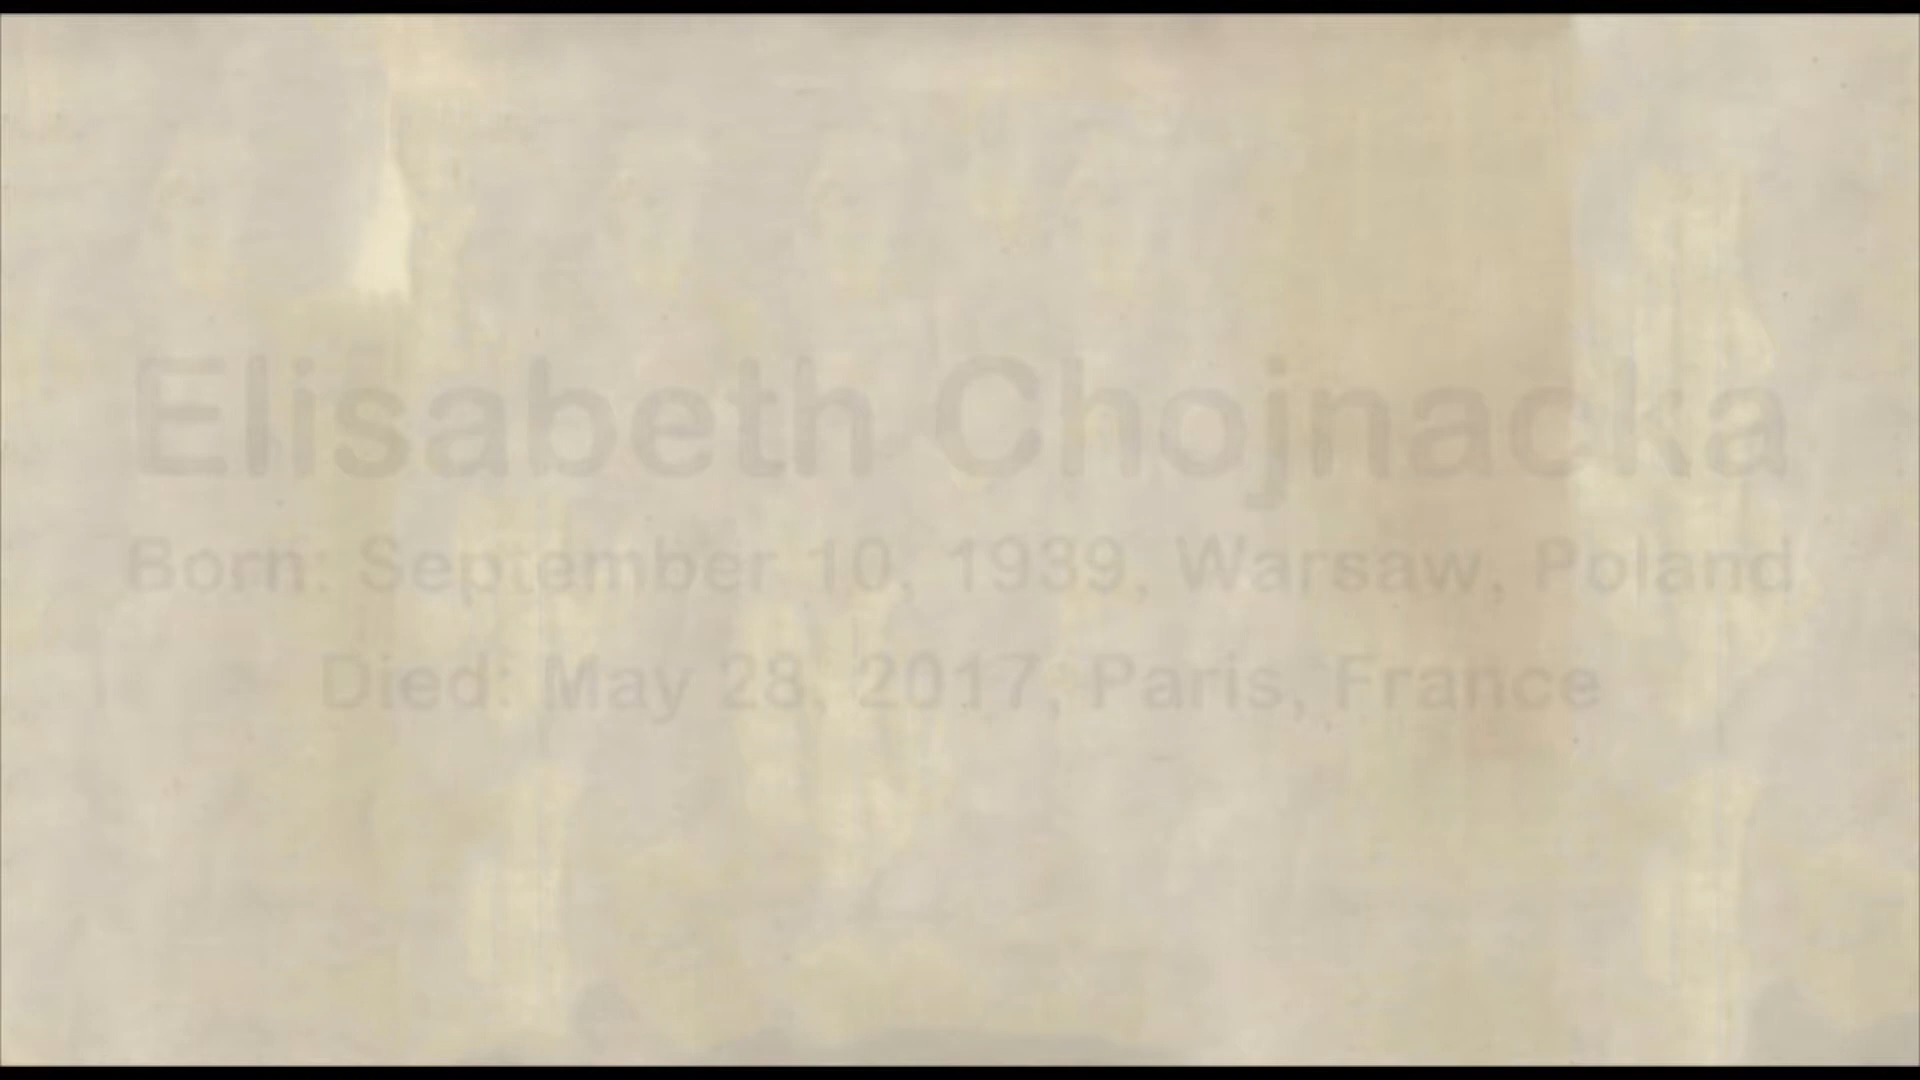 Elisabeth Chojnacka
Born: September 10, 1939, Warsaw, Poland
Died: May 28, 2017, Paris, France